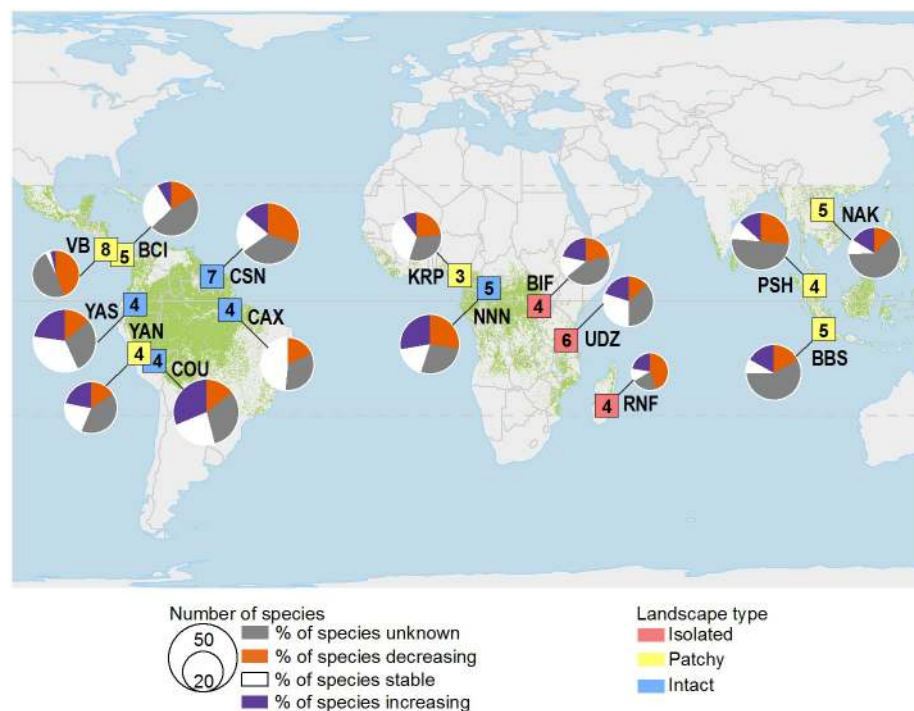 5 NAK
VB 8 5 BCI
7 CSN
KRP 3
5 NNN
BIF 4
PSH 4
YAS 4
4 CAX
6 UDZ
5 BBS
YAN 4
4 COU
4 RNF
Number of species
50
20
% of species unknown
% of species decreasing
% of species stable
% of species increasing
Landscape type
Isolated
Patchy
Intact